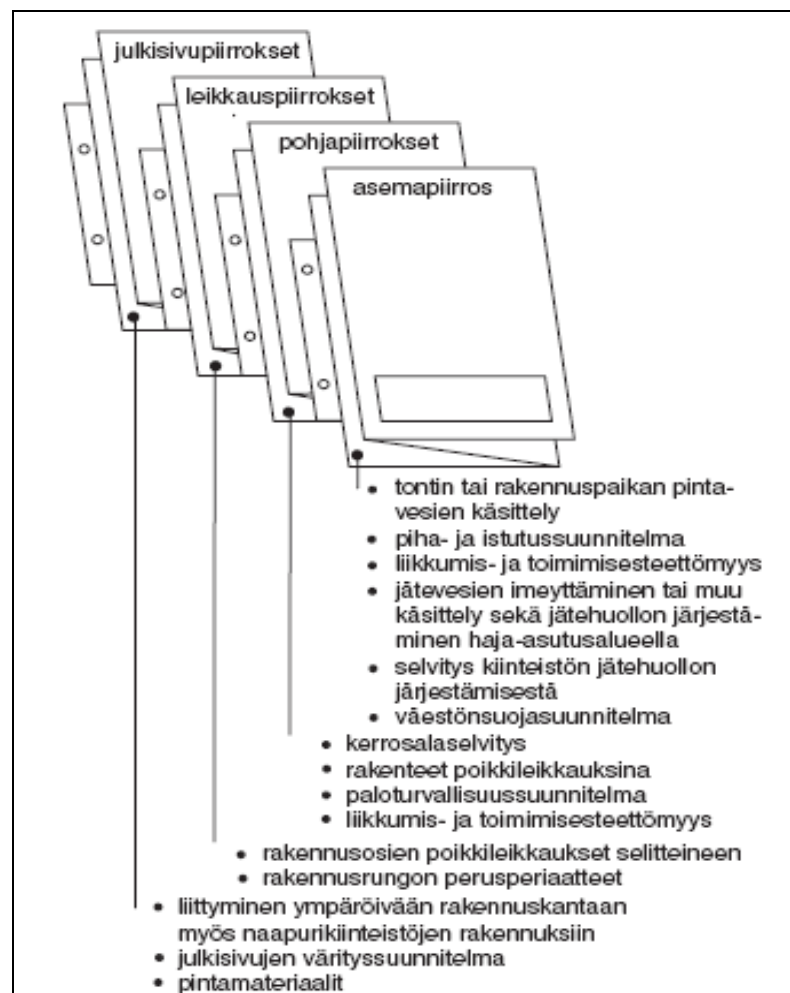 julkisivupiirrokset
leikkauspiirrokset
pohjapiirrokset
asemapiirros
• tontin tai rakennuspaikan pinta-
vesien käsittely
• piha- ja istutussuunnitelma
• liikkumis- ja toimimisesteettömyys
• jätevesien imeyttäminen tai muu
käsittely sekä jätehuollon järjestä-
minen haja-asutusalueella
• selvitys kiinteistön jätehuollon
järjestämisestä
• väestönsuojasuunnitelma
• kerrosalaselvitys
• rakenteet poikkileikkauksina
• paloturvallisuussuunnitelma
• liikkumis- ja toimimisesteettömyys
• rakennusosien poikkileikkaukset selitteineen
• rakennusrungon perusperiaatteet
• liittyminen ympäröivään rakennuskantaan
myös naapurikiinteistöjen rakennuksiin
• julkisivujen värityssuunnitelma
• pintamateriaalit